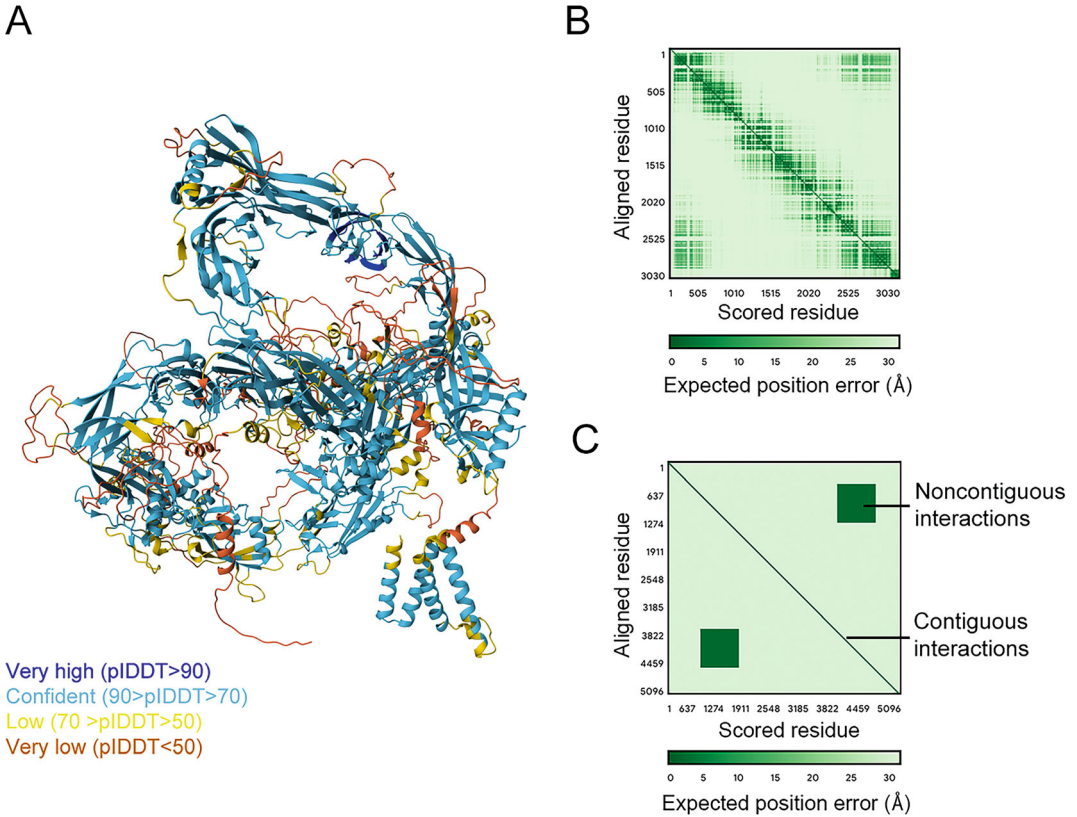 A
Very high (pIDDT>90)
Confident (90>pIDDT>70)
Low (70 >pIDDT>50)
Very low (pIDDT<50)
B
Aligned residue
1
505
1010
1515
2020
2525
3030
1 505 1010 1515 2020 2525 3030
Scored residue
0 5 10 15 20 25 30
Expected position error (Å)
C
Aligned residue
1
637
1274
1911
2548
3185
3822
4459
5096
Noncontiguous
interactions
Contiguous
interactions
1 637 1274 1911 2548 3185 3822 4459 5096
Scored residue
0 5 10 15 20 25 30
Expected position error (Å)